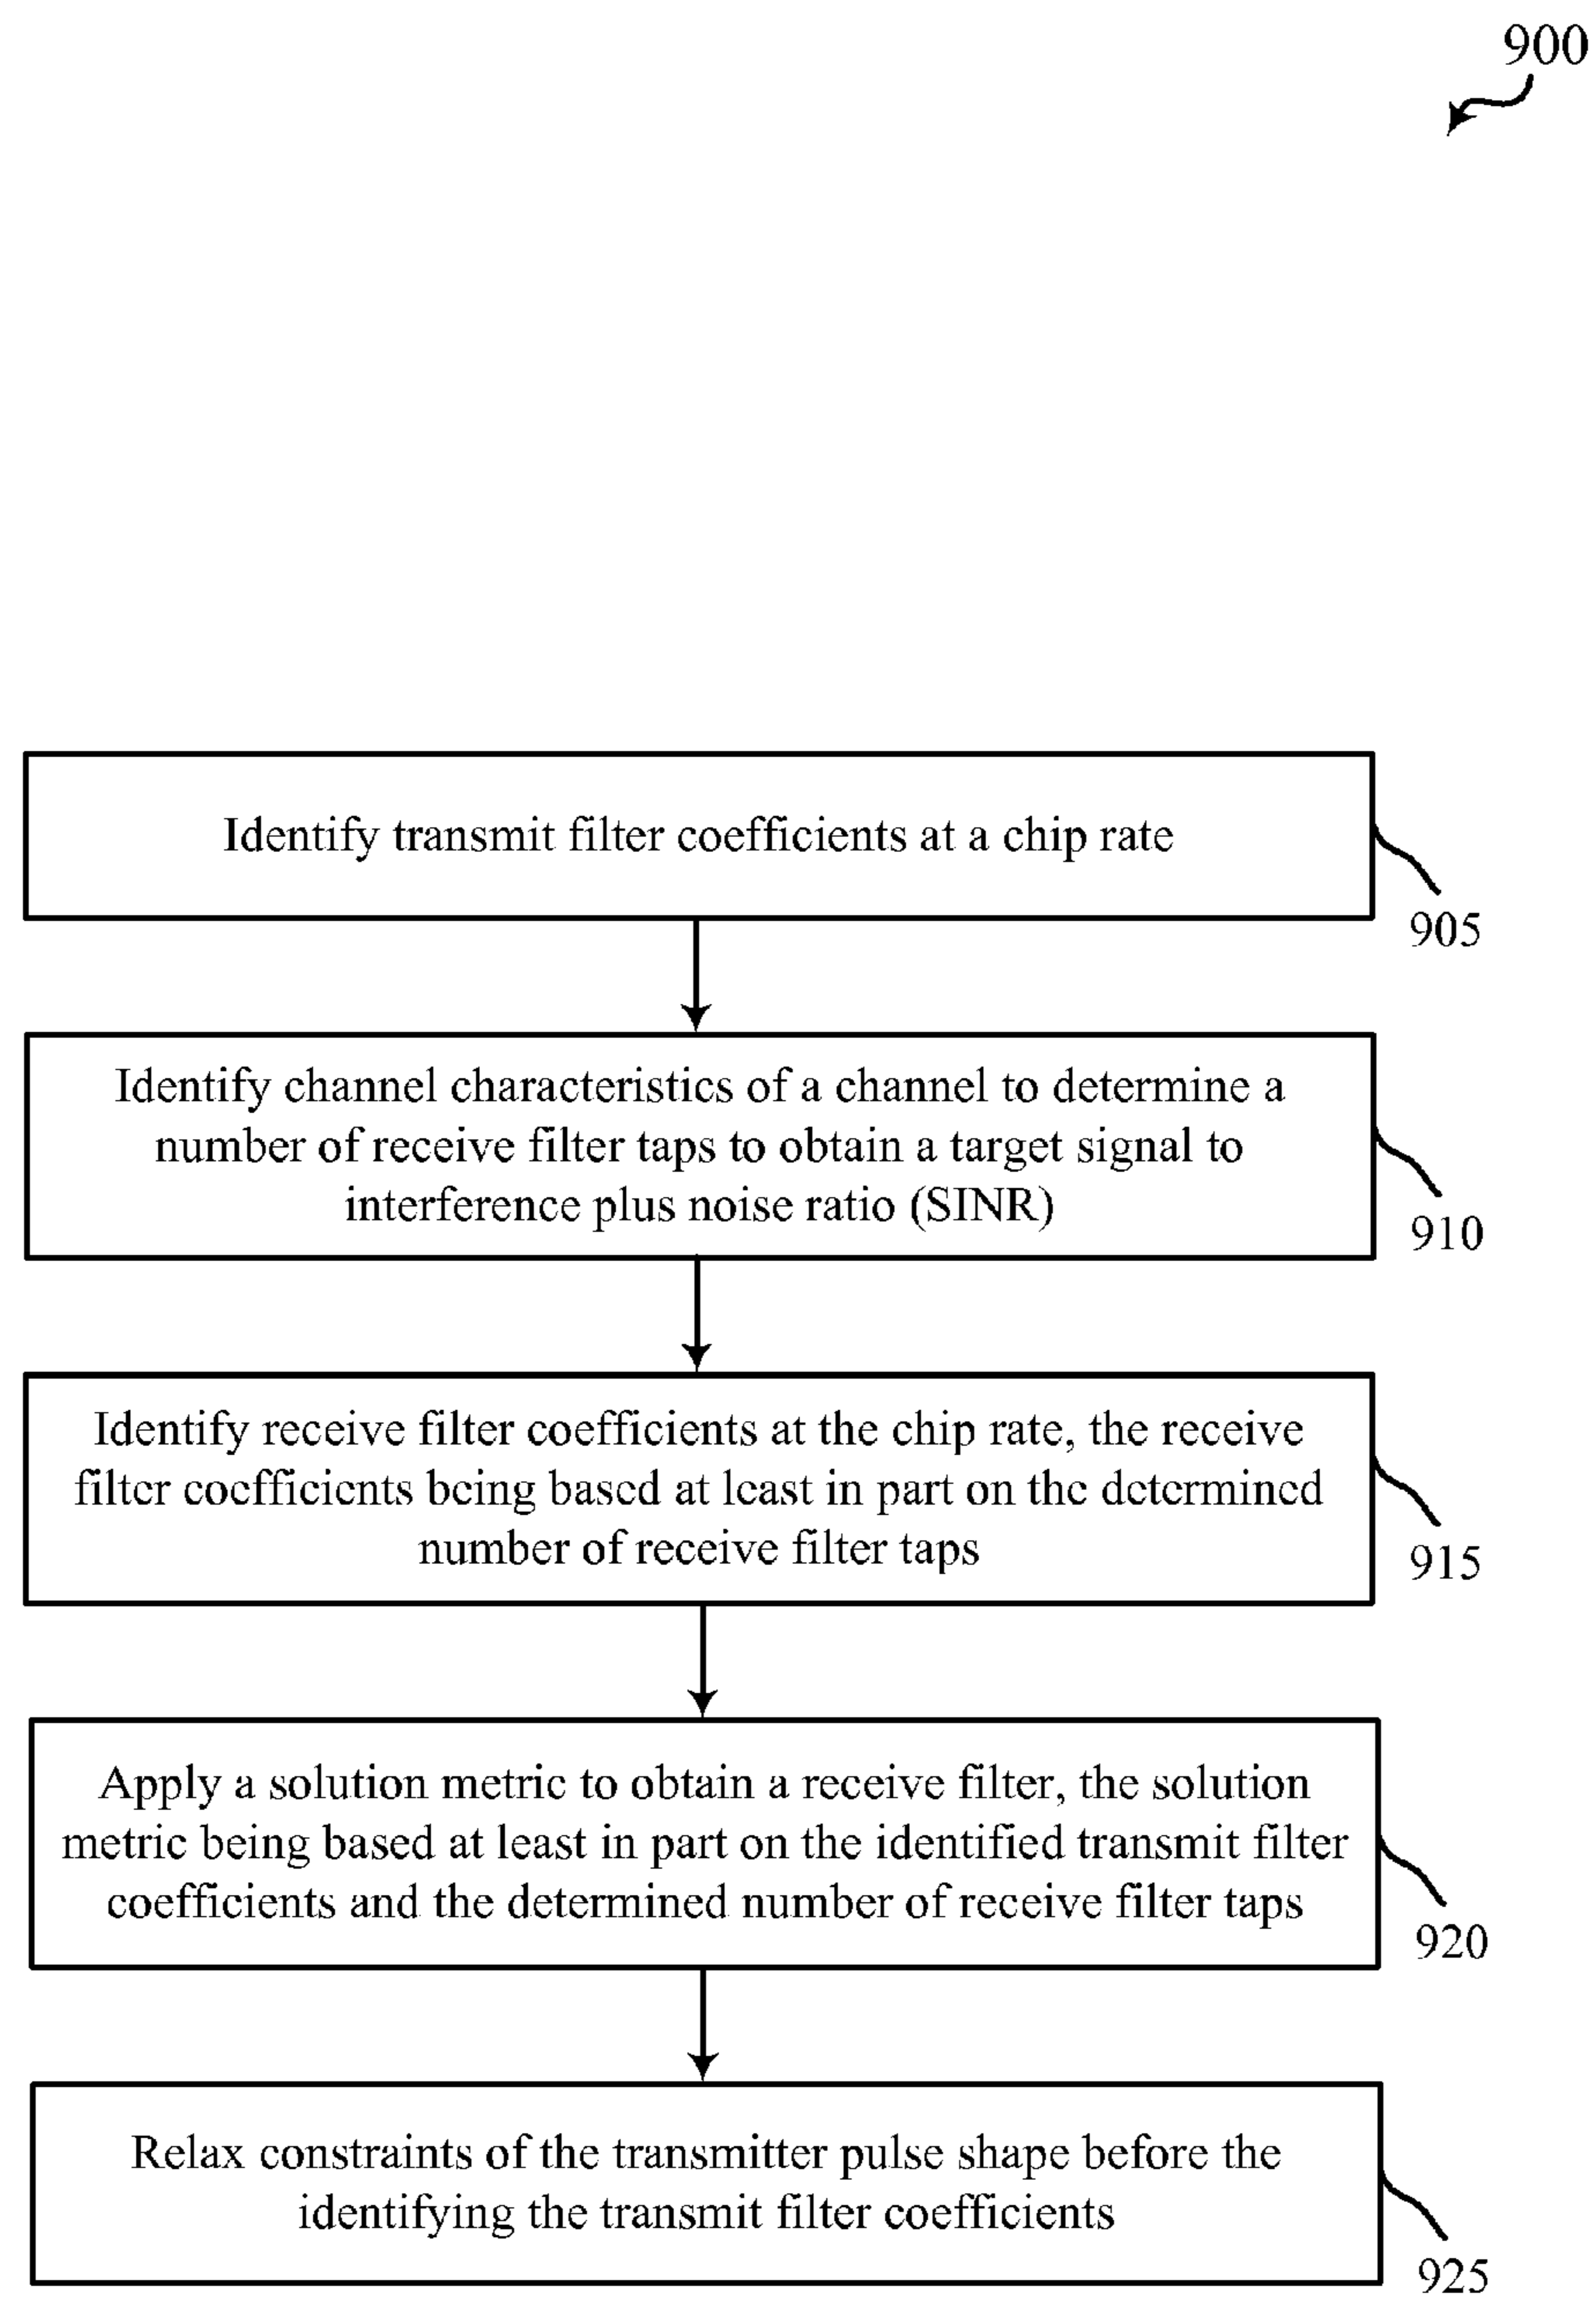 900
Identify transmit filter coefficients at a chip rate
905
Identify channel characteristics of a channel to determine a
number of receive filter taps to obtain a target signal to
interference plus noise ratio (SINR)
910
Identify receive filter coefficients at the chip rate, the receive
filter coefficients being based at least in part on the determined
number of receive filter taps
915
Apply a solution metric to obtain a receive filter, the solution
metric being based at least in part on the identified transmit filter
coefficients and the determined number of receive filter taps
920
Relax constraints of the transmitter pulse shape before the
identifying the transmit filter coefficients
925